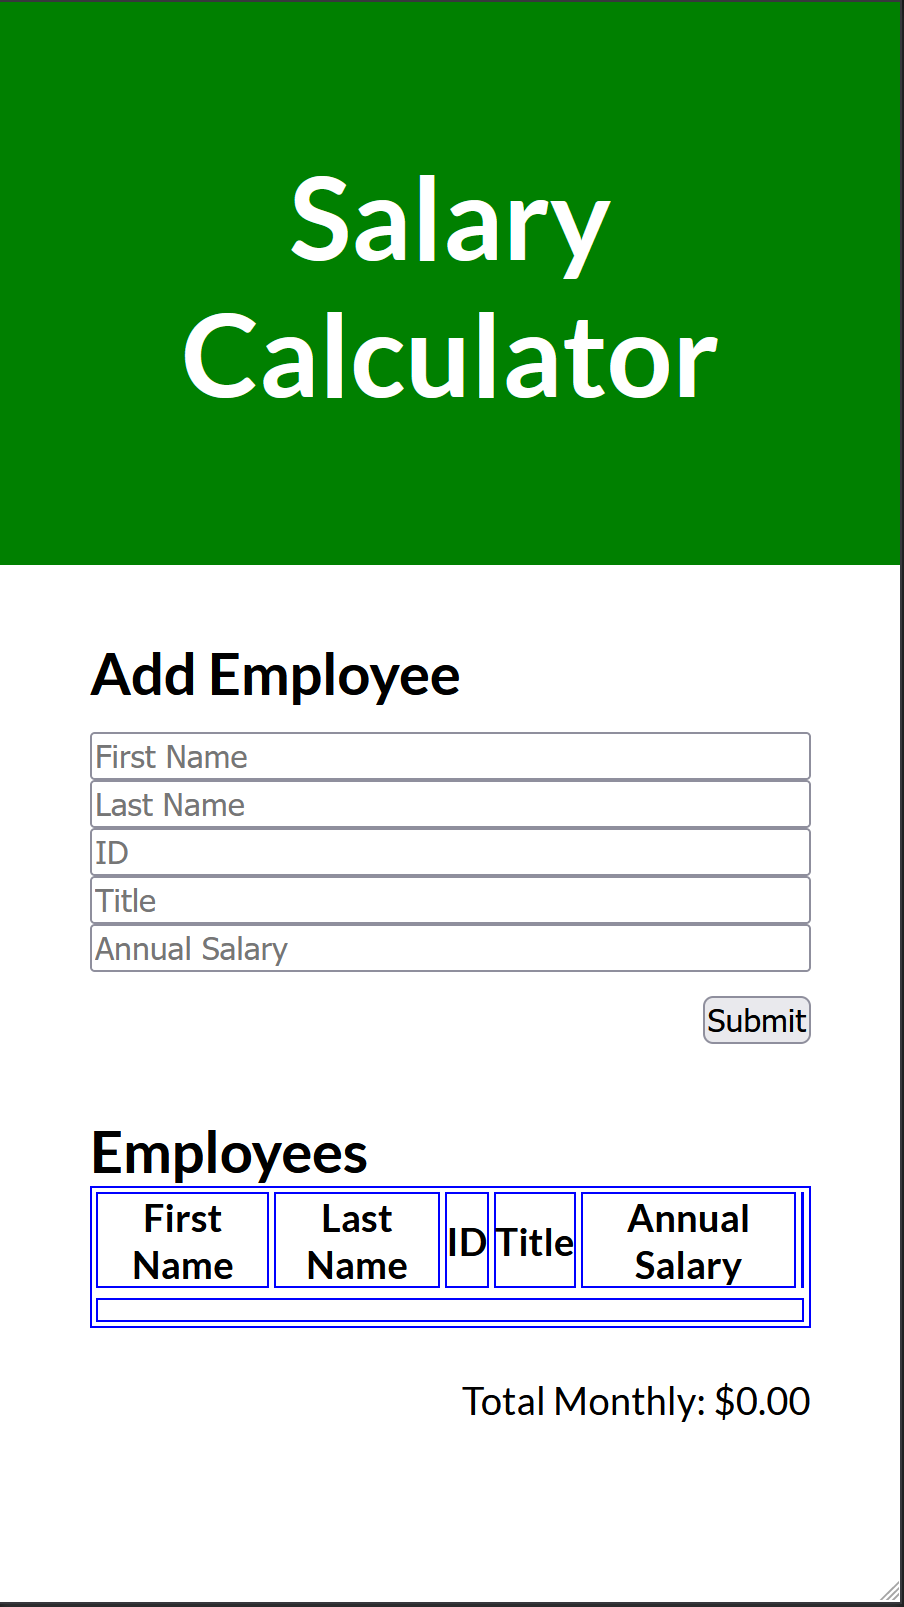 Salary
Calculator
Add Employee
First Name
Last Name
ID
Title
Annual Salary
Submit
Employees
First Name
Last Name
ID
Title
Annual Salary
Total Monthly: $0.00